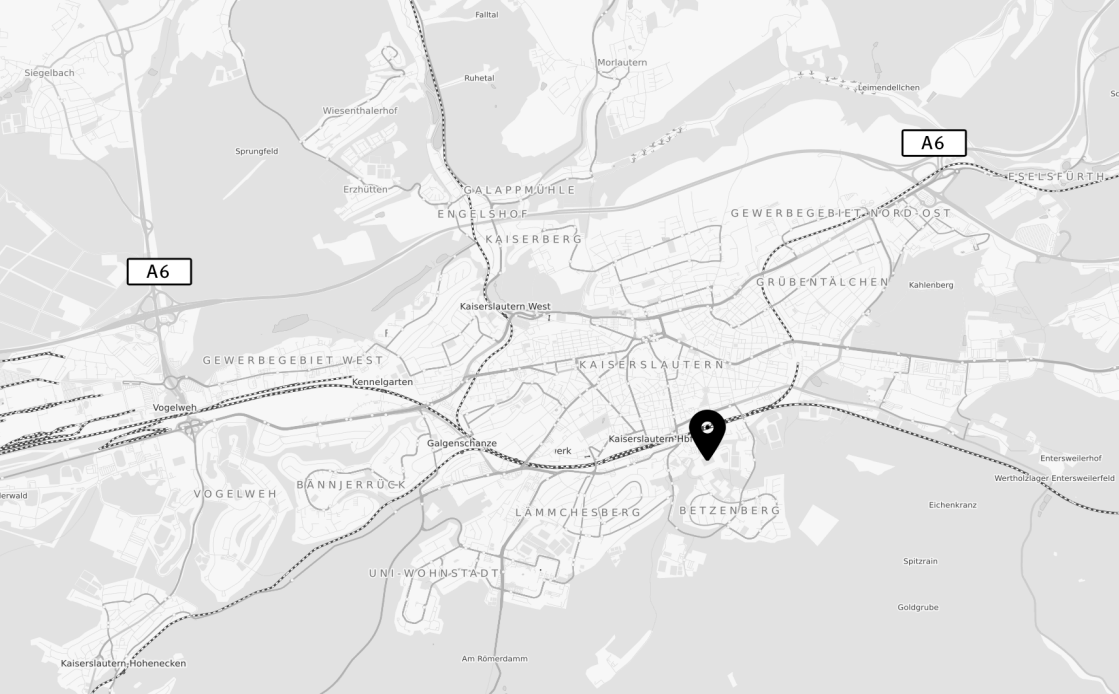 Falltal
Siegelbach
Morlautern
Ruhetal
Leimendellchen
Wiesenthalerhof
A6
Sprungfeld
ESELSFÜRTH
Erzhütten
GALAPPMÜHLE
ENGELSHOF
GEWERBEGEBIET NORD-OST
KAISERBERG
A6
GRÜBENTÄLCHEN
Kahlenberg
Kaiserslautern West
GEWERBEGEBIET WEST
KAISERSLAUTERN
Kennelgarten
Vogelweh
Galgenschanze
Kaiserslautern Hbf
Entersweilerhof
Wertholzlager Entersweilerfeld
BÄNNJERRÜCK
VOGELWEH
Eichenkranz
LÄMMCHESBERG
BETZENBERG
Spitzrain
UNI-WOHNSTADT
Goldgrube
Am Römerdamm
Kaiserslautern-Hohenecken